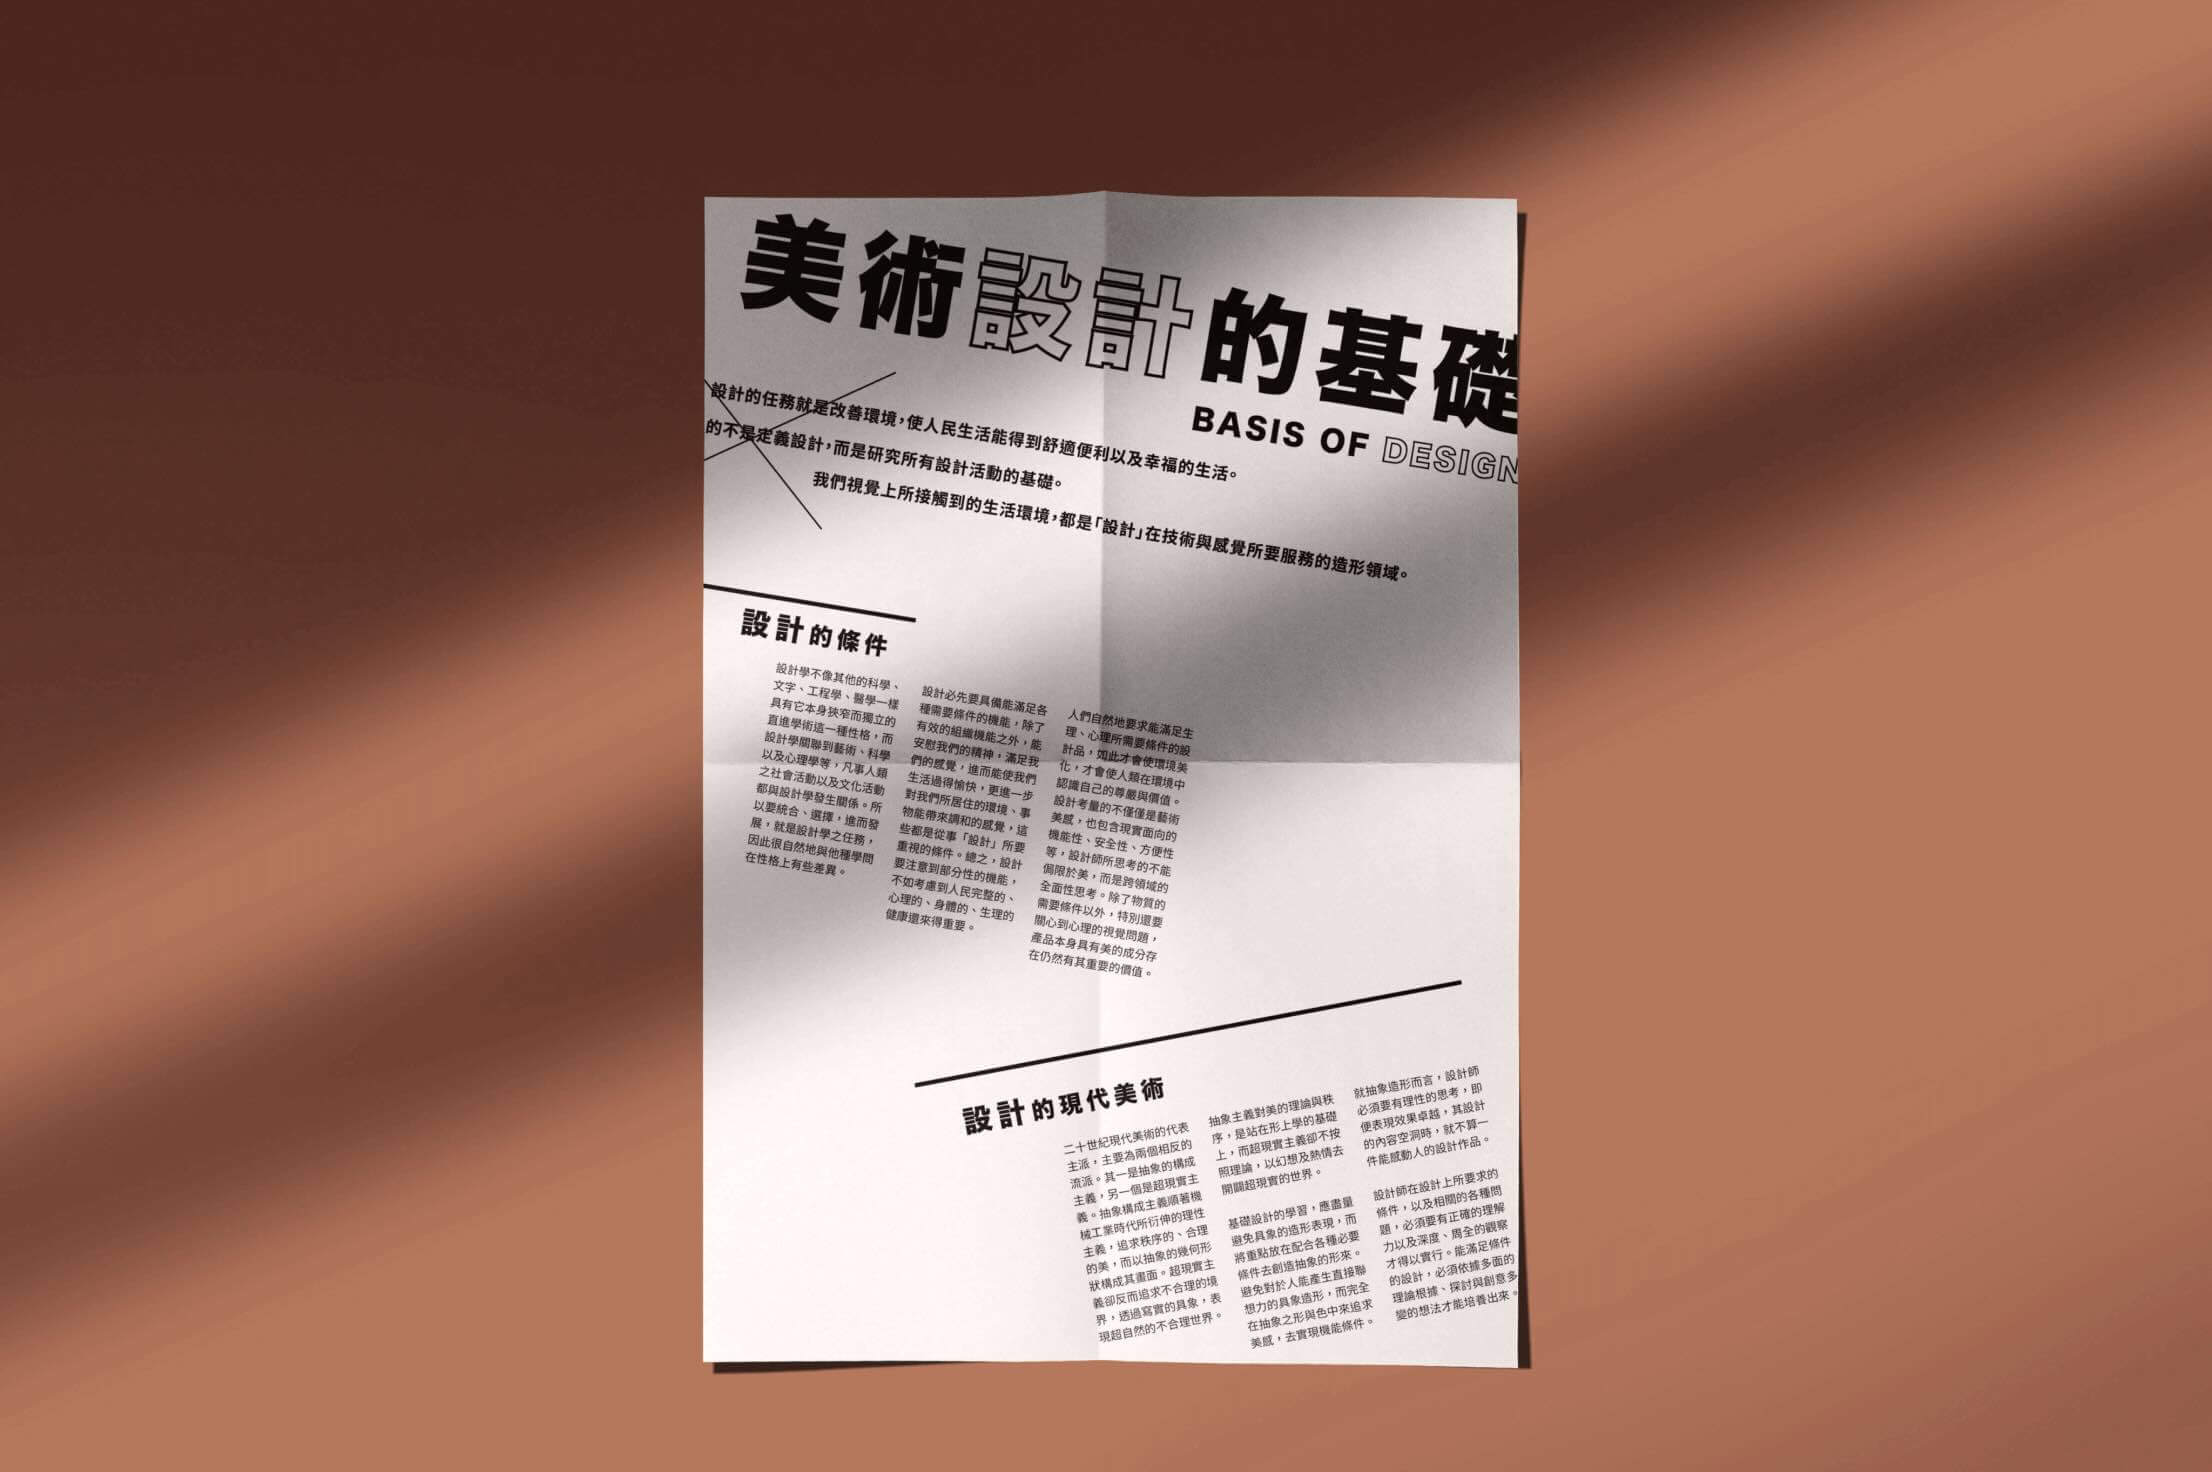 美術設計的基礎
BASIS OF DESIGN
設計的任務就是改善環境，使人民生活能得到舒適便利以及幸福的生活。
的不是定義設計，而是研究所有設計活動的基礎。
我們視覺上所接觸到的生活環境，都是「設計」在技術與感覺所要服務的造形領域。
設計的條件
設計學不像其他的科學、
文字、工程學、醫學一樣
具有它本身狹窄而獨立的
直進學術這一種性格，而
設計學關聯到藝術、科學
以及心理學等，凡事人類
之社會活動以及文化活動
都與設計學發生關係。所
以要統合、選擇，進而發
展，就是設計學之任務，
因此很自然地與他種學問
在性格上有些差異。
設計必先要具備能滿足各
種需要條件的機能，除了
有效的組織機能之外，能
安慰我們的精神，滿足我
們的感覺，進而能使我們
生活過得愉快，更進一步
對我們所居住的環境、事
物能帶來調和的感覺，這
些都是從事「設計」所要
重視的條件。總之，設計
要注意到部分性的機能，
不如考慮到人民完整的、
心理的、身體的、生理的
健康還來得重要。
人們自然地要求能滿足生
理、心理所需要條件的設
計品，如此才會使環境美
化，才會使人類在環境中
認識自己的尊嚴與價值。
設計考量的不僅僅是藝術
美感，也包含現實面向的
機能性、安全性、方便性
等，設計師所思考的不能
侷限於美，而是跨領域的
全面性思考。除了物質的
需要條件以外，特別還要
關心到心理的視覺問題，
產品本身具有美的成分存
在仍然有其重要的價值。
設計的現代美術
二十世紀現代美術的代表
主派，主要為兩個相反的
流派。其一是抽象的構成
主義，另一個是超現實主
義。抽象構成主義順著機
械工業時代所衍伸的理性
主義，追求秩序的、合理
的美，而以抽象的幾何形
狀構成其畫面。超現實主
義卻反而追求不合理的境
界，透過寫實的具象，表
現超自然的不合理世界。
抽象主義對美的理論與秩
序，是站在形上學的基礎
上，而超現實主義卻不按
照理論，以幻想及熱情去
開闢超現實的世界。
基礎設計的學習，應盡量
避免具象的造形表現，而
將重點放在配合各種必要
條件去創造抽象的形來。
避免對於人能產生直接聯
想力的具象造形，而完全
在抽象之形與色中來追求
美感，去實現機能條件。
就抽象造形而言，設計師
必須要有理性的思考，即
便表現效果卓越，其設計
的內容空洞時，就不算一
件能感動人的設計作品。
設計師在設計上所要求的
條件，以及相關的各種問
題，必須要有正確的理解
力以及深度、周全的觀察
才得以實行。能滿足條件
的設計，必須依據多面的
理論根據、探討與創意多
變的想法才能培養出來。